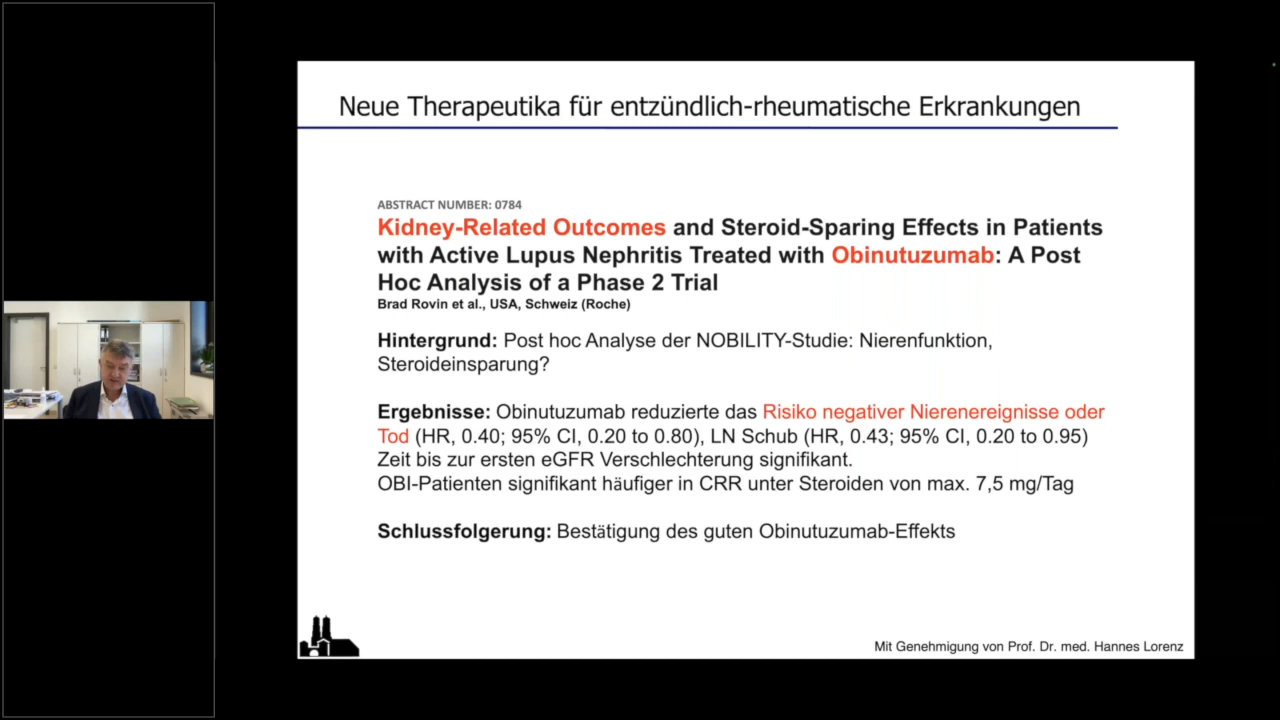 Neue Therapeutika für entzündlich-rheumatische Erkrankungen
ABSTRACT NUMBER: 0784
Kidney-Related Outcomes and Steroid-Sparing Effects in Patients
with Active Lupus Nephritis Treated with Obinutuzumab: A Post
Hoc Analysis of a Phase 2 Trial
Brad Rovin et al., USA, Schweiz (Roche)
Hintergrund: Post hoc Analyse der NOBILITY-Studie: Nierenfunktion,
Steroideinsparung?
Ergebnisse: Obinutuzumab reduzierte das Risiko negativer Nierenereignisse oder
Tod (HR, 0.40; 95% CI, 0.20 to 0.80), LN Schub (HR, 0.43; 95% CI, 0.20 to 0.95)
Zeit bis zur ersten eGFR Verschlechterung signifikant.
OBI-Patienten signifikant häufiger in CRR unter Steroiden von max. 7,5 mg/Tag
Schlussfolgerung: Bestätigung des guten Obinutuzumab-Effekts
Mit Genehmigung von Prof. Dr. med. Hannes Lorenz